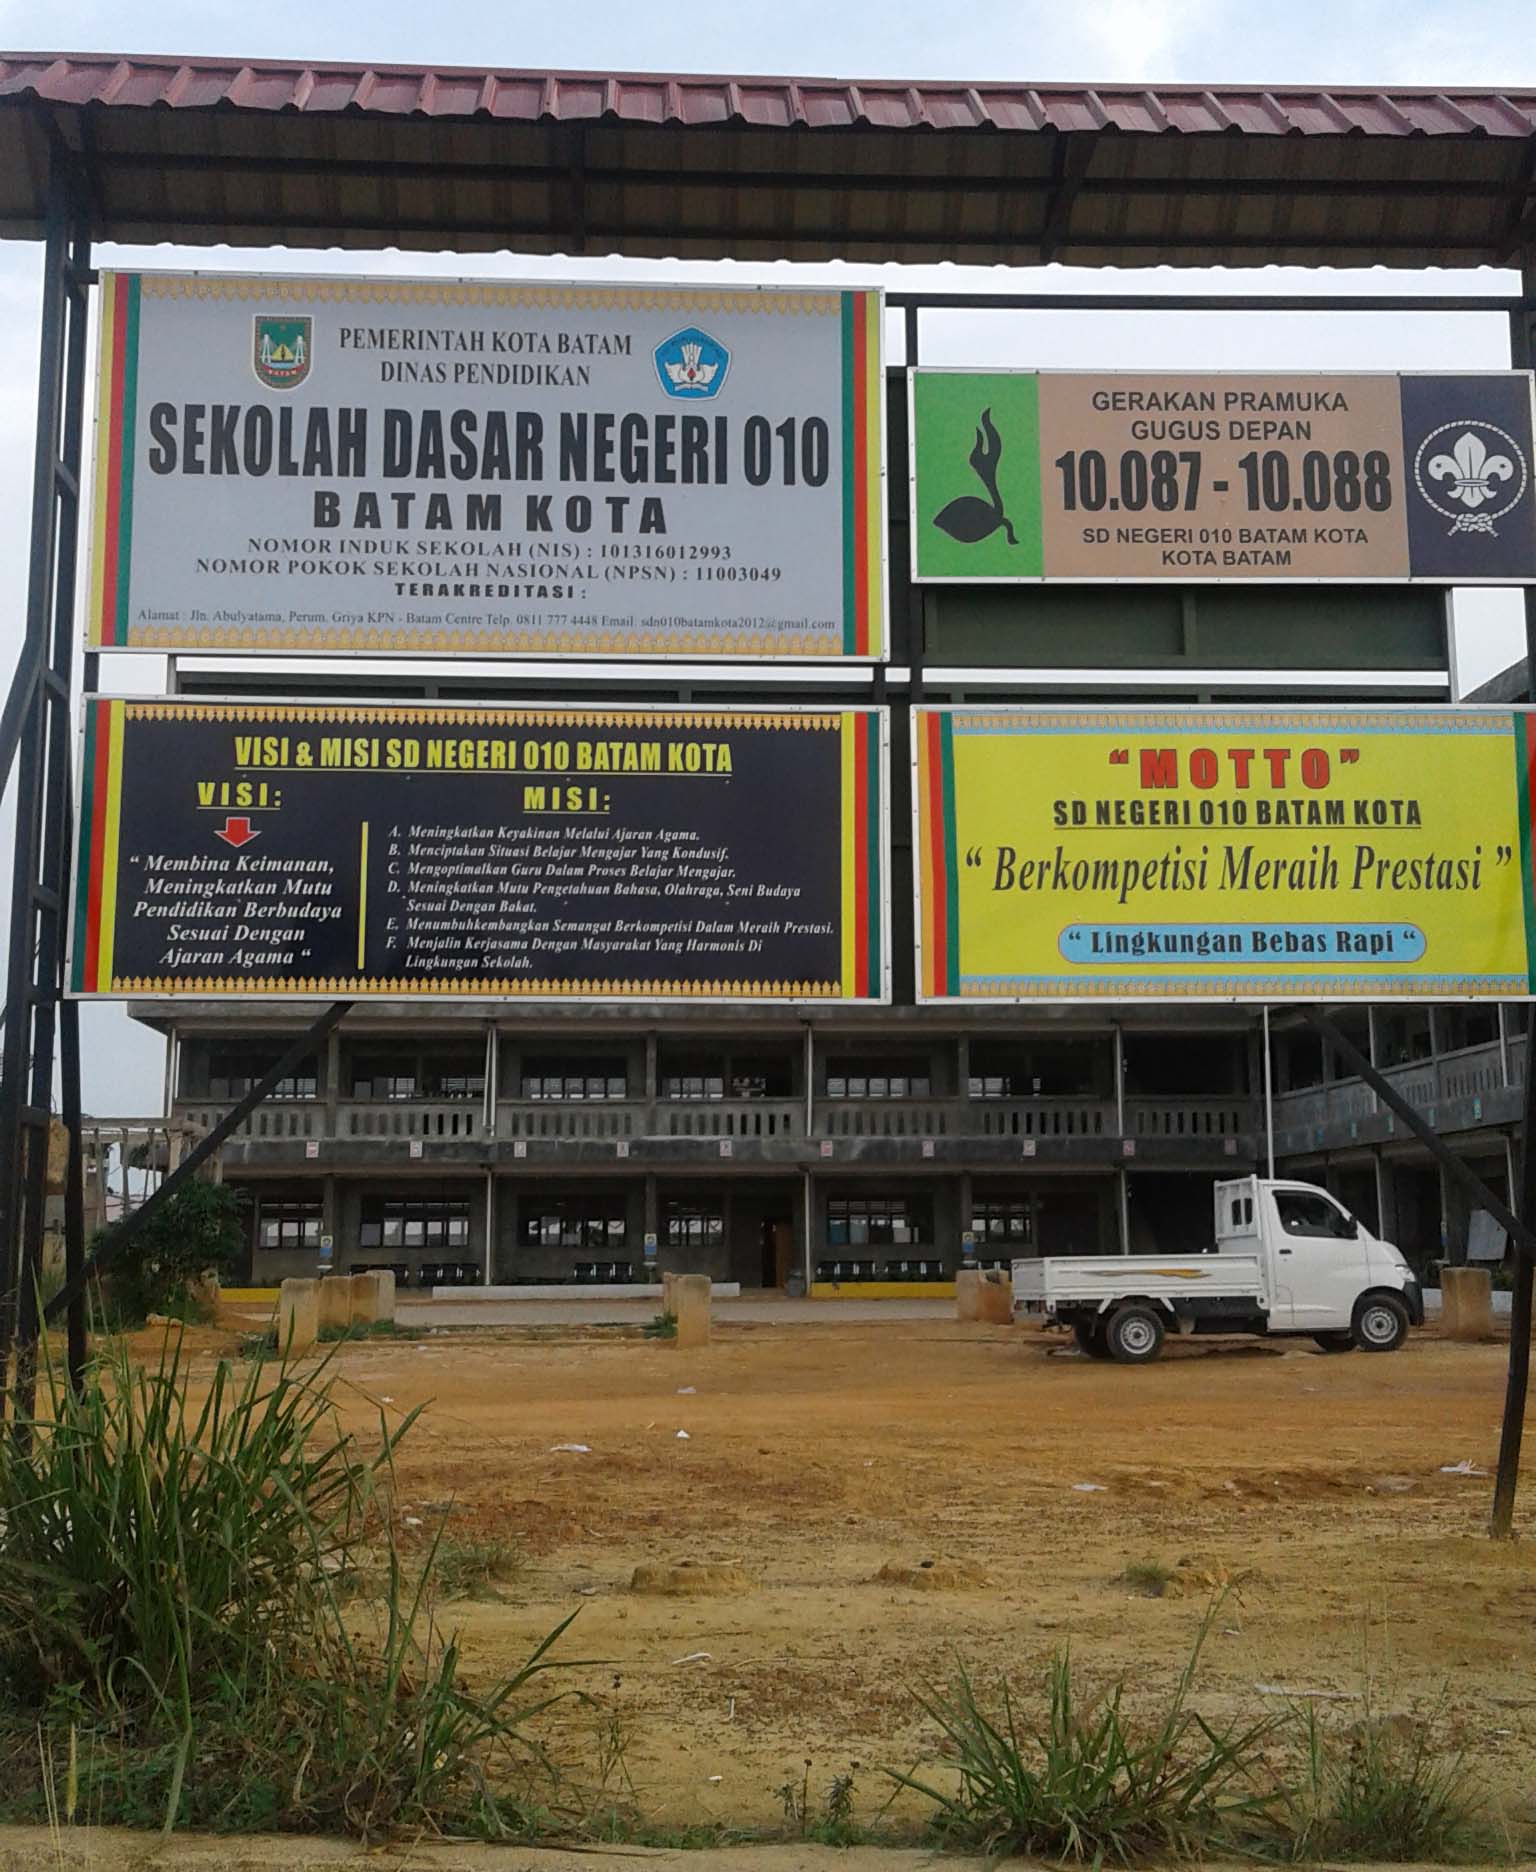 PEMERINTAH KOTA BATAM
DINAS PENDIDIKAN
SEKOLAH DASAR NEGERI 010
BATAM KOTA
NOMOR INDUK SEKOLAH (NIS) : 101316012993
NOMOR POKOK SEKOLAH NASIONAL (NPSN) : 11003049
TERAKREDITASI :
Alamat : Jln. Abulyatama, Perum. Griya KPN - Batam Centre Telp. 0811 777 4448 Email. sdn010batamkota2012@gmail.com
BATAM
GERAKAN PRAMUKA
GUGUS DEPAN
10.087 - 10.088
SD NEGERI 010 BATAM KOTA
KOTA BATAM
VISI & MISI SD NEGERI 010 BATAM KOTA
VISI :
“ Membina Keimanan,
Meningkatkan Mutu
Pendidikan Berbudaya
Sesuai Dengan
Ajaran Agama “
MISI :
A. Meningkatkan Keyakinan Melalui Ajaran Agama.
B. Menciptakan Situasi Belajar Mengajar Yang Kondusif.
C. Mengoptimalkan Guru Dalam Proses Belajar Mengajar.
D. Meningkatkan Mutu Pengetahuan Bahasa, Olahraga, Seni Budaya
Sesuai Dengan Bakat.
E. Menumbuhkembangkan Semangat Berkompetisi Dalam Meraih Prestasi.
F. Menjalin Kerjasama Dengan Masyarakat Yang Harmonis Di
Lingkungan Sekolah.
“ MOTTO ”
SD NEGERI 010 BATAM KOTA
“ Berkompetisi Meraih Prestasi ”
“ Lingkungan Bebas Rapi “